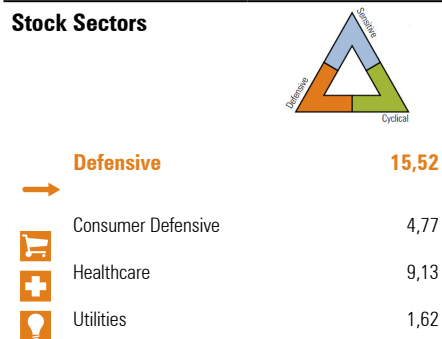 Stock Sectors
Sensitive
Defensive
Cyclical
Defensive 15,52
Consumer Defensive 4,77
Healthcare 9,13
Utilities 1,62